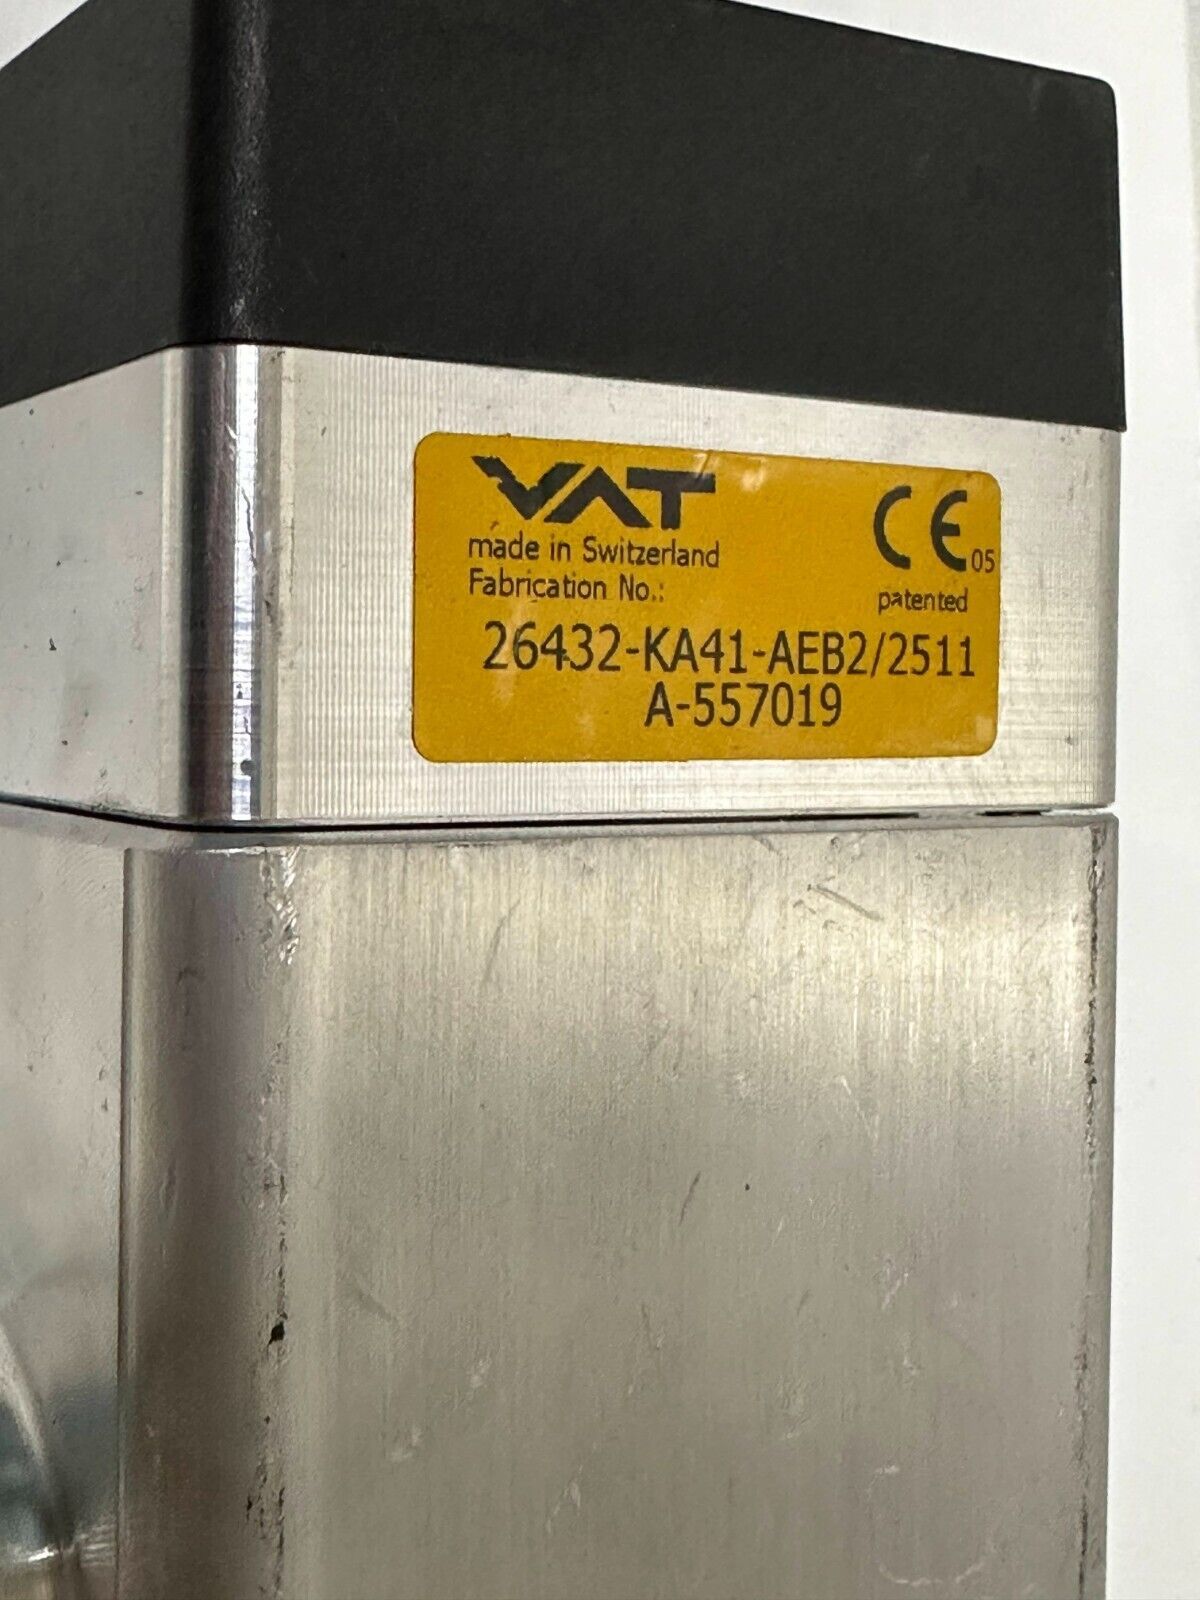 VAT
CE 05
made in Switzerland
Fabrication No.:
patented
26432-KA41-AEB2/2511
A-557019